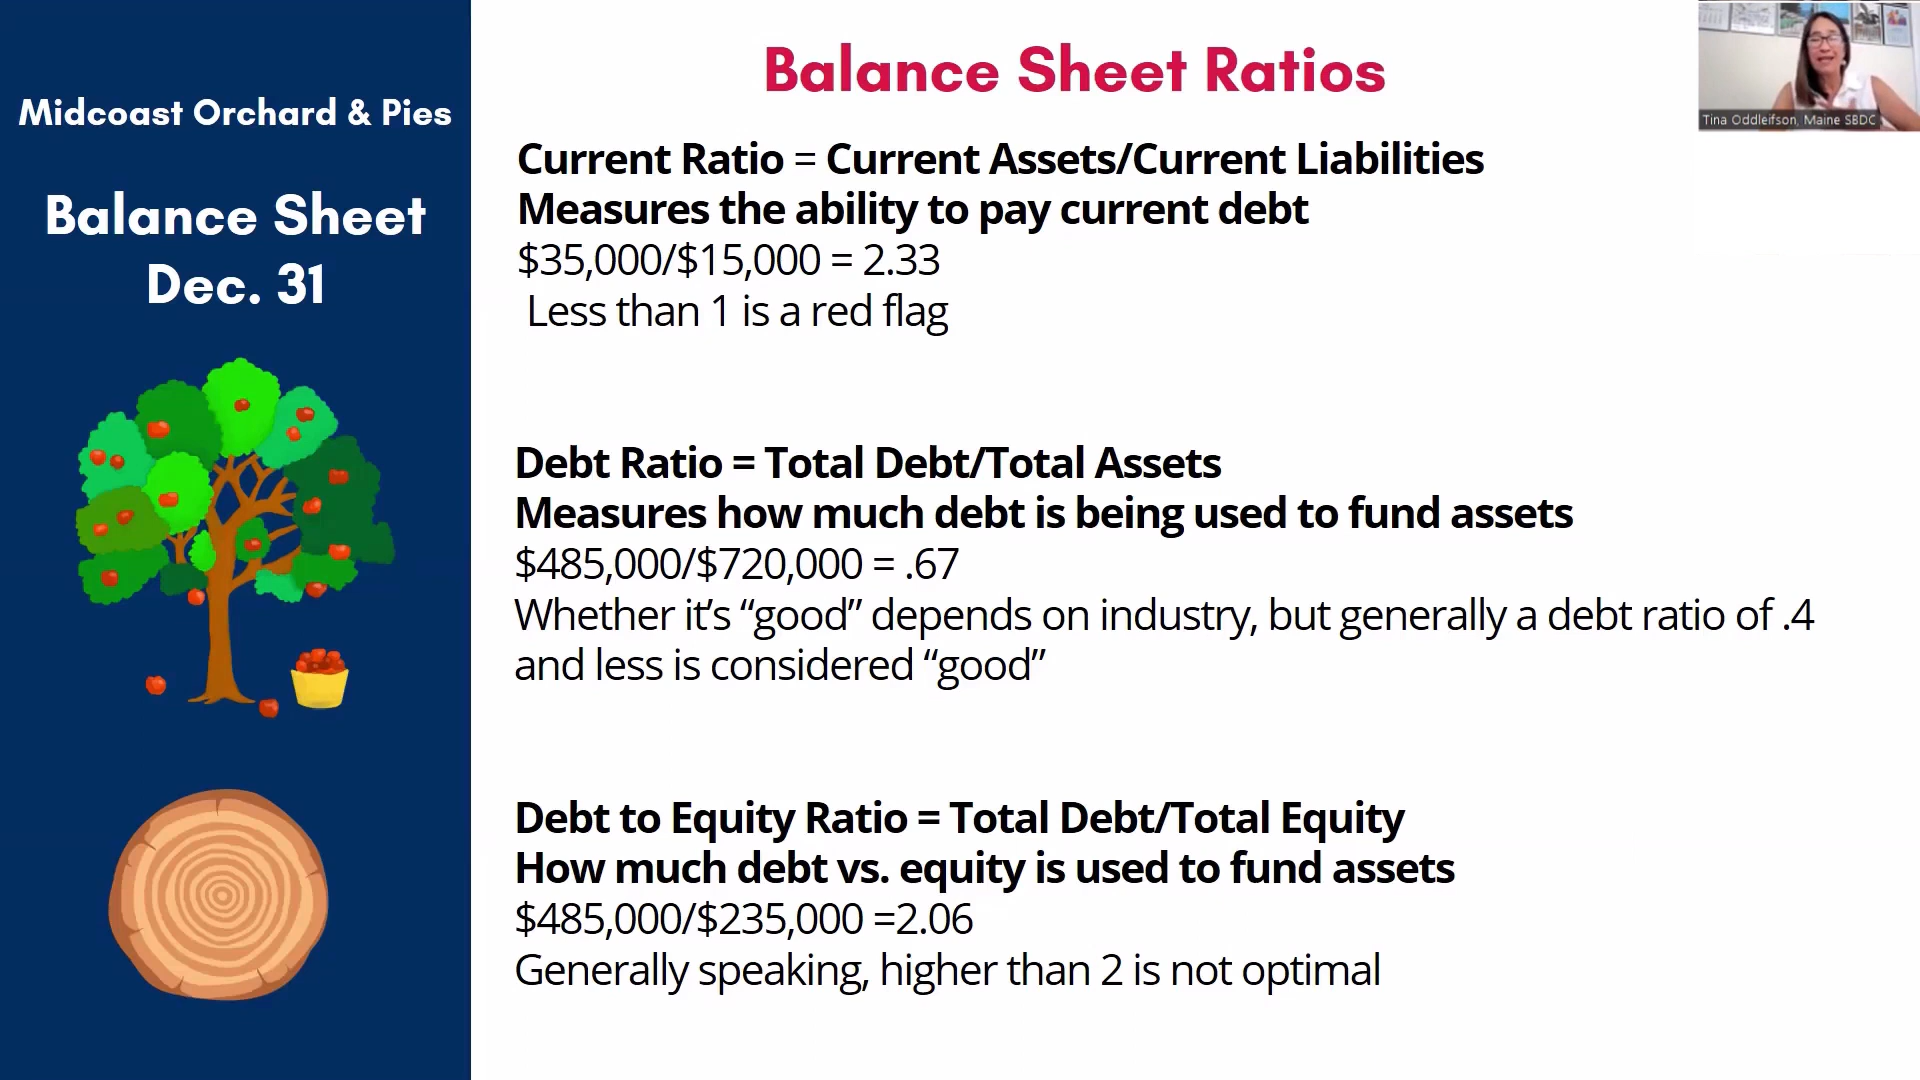 Midcoast Orchard & Pies
Balance Sheet
Dec. 31
Balance Sheet Ratios
Current Ratio = Current Assets/Current Liabilities
Measures the ability to pay current debt
$35,000/$15,000 = 2.33
Less than 1 is a red flag
Debt Ratio = Total Debt/Total Assets
Measures how much debt is being used to fund assets
$485,000/$720,000 = .67
Whether it’s “good” depends on industry, but generally a debt ratio of .4
and less is considered “good”
Debt to Equity Ratio = Total Debt/Total Equity
How much debt vs. equity is used to fund assets
$485,000/$235,000 =2.06
Generally speaking, higher than 2 is not optimal
Tina Oddleifson, Maine SBDC